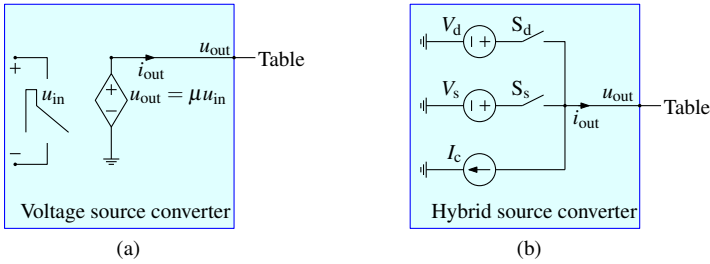 +
u_in
−
+
−
i_out
u_out
u_out = μu_in
Table
Voltage source converter
(a)
V_d
S_d
V_s
S_s
I_c
i_out
u_out
Table
Hybrid source converter
(b)